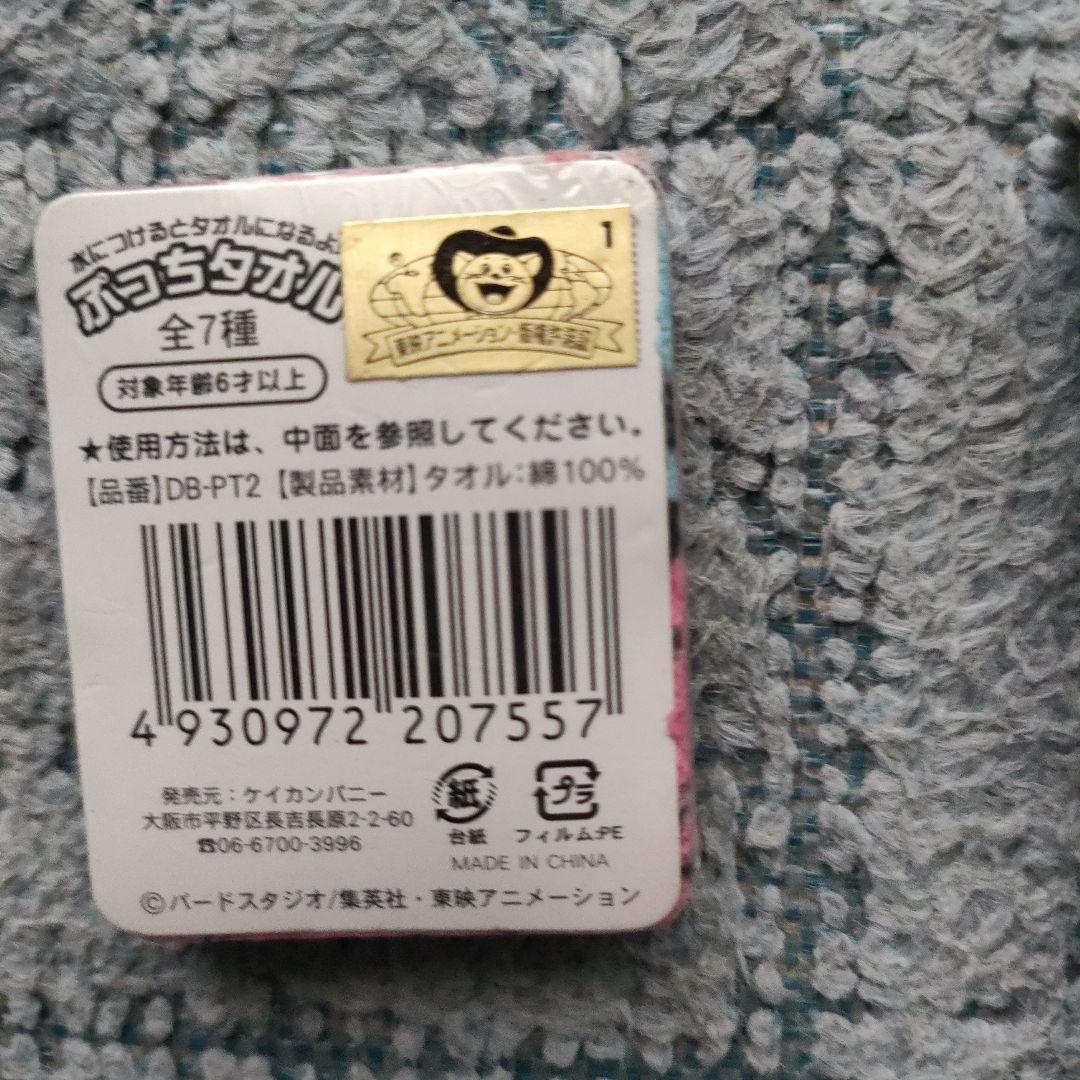 水につけるとタオルになるよ
ぷっちタオル
全7種
対象年齢6才以上
1
東映アニメーション・版権許諾証
★使用方法は、中面を参照してください。
【品番】DB-PT2 【製品素材】タオル:綿100%
4 930972 207557
発売元:ケイカンパニー
大阪市平野区長吉長原2-2-60
☎06-6700-3996
紙
台紙
プラ
フィルム:PE
MADE IN CHINA
©バードスタジオ/集英社・東映アニメーション